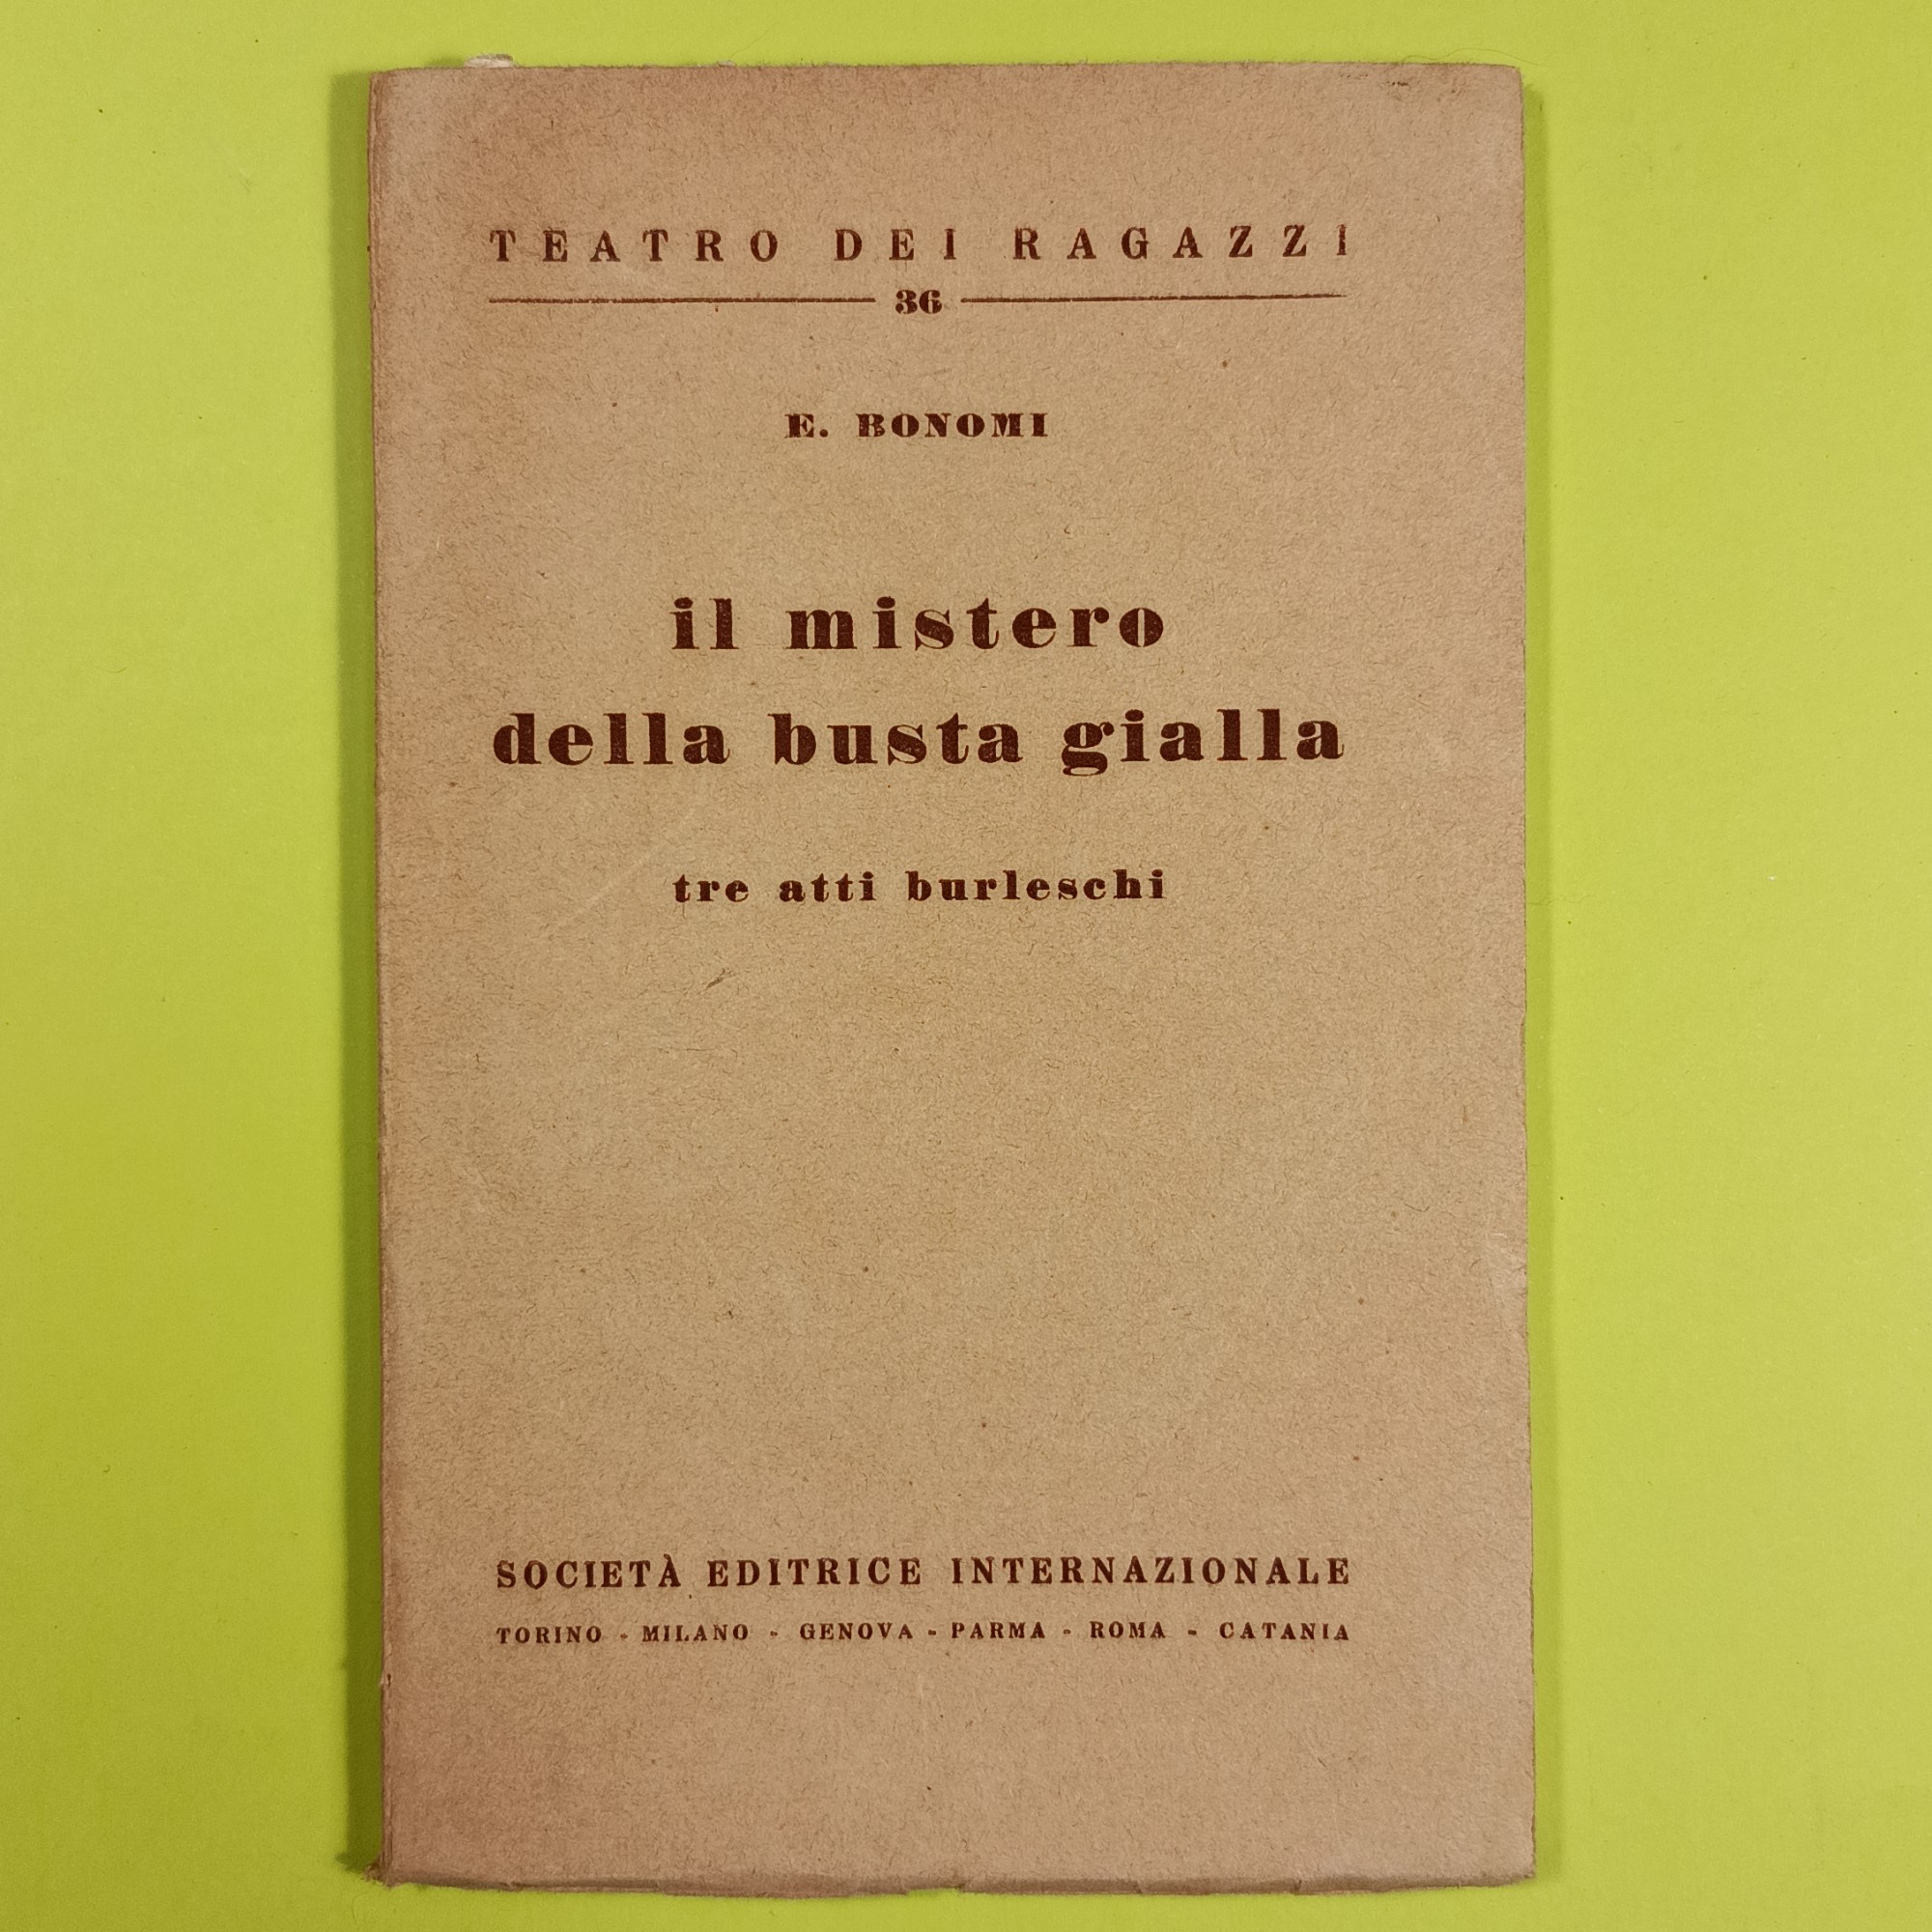 TEATRO DEI RAGAZZI
36
E. BONOMI
il mistero
della busta gialla
tre atti burleschi
SOCIETÀ EDITRICE INTERNAZIONALE
TORINO - MILANO - GENOVA - PARMA - ROMA - CATANIA